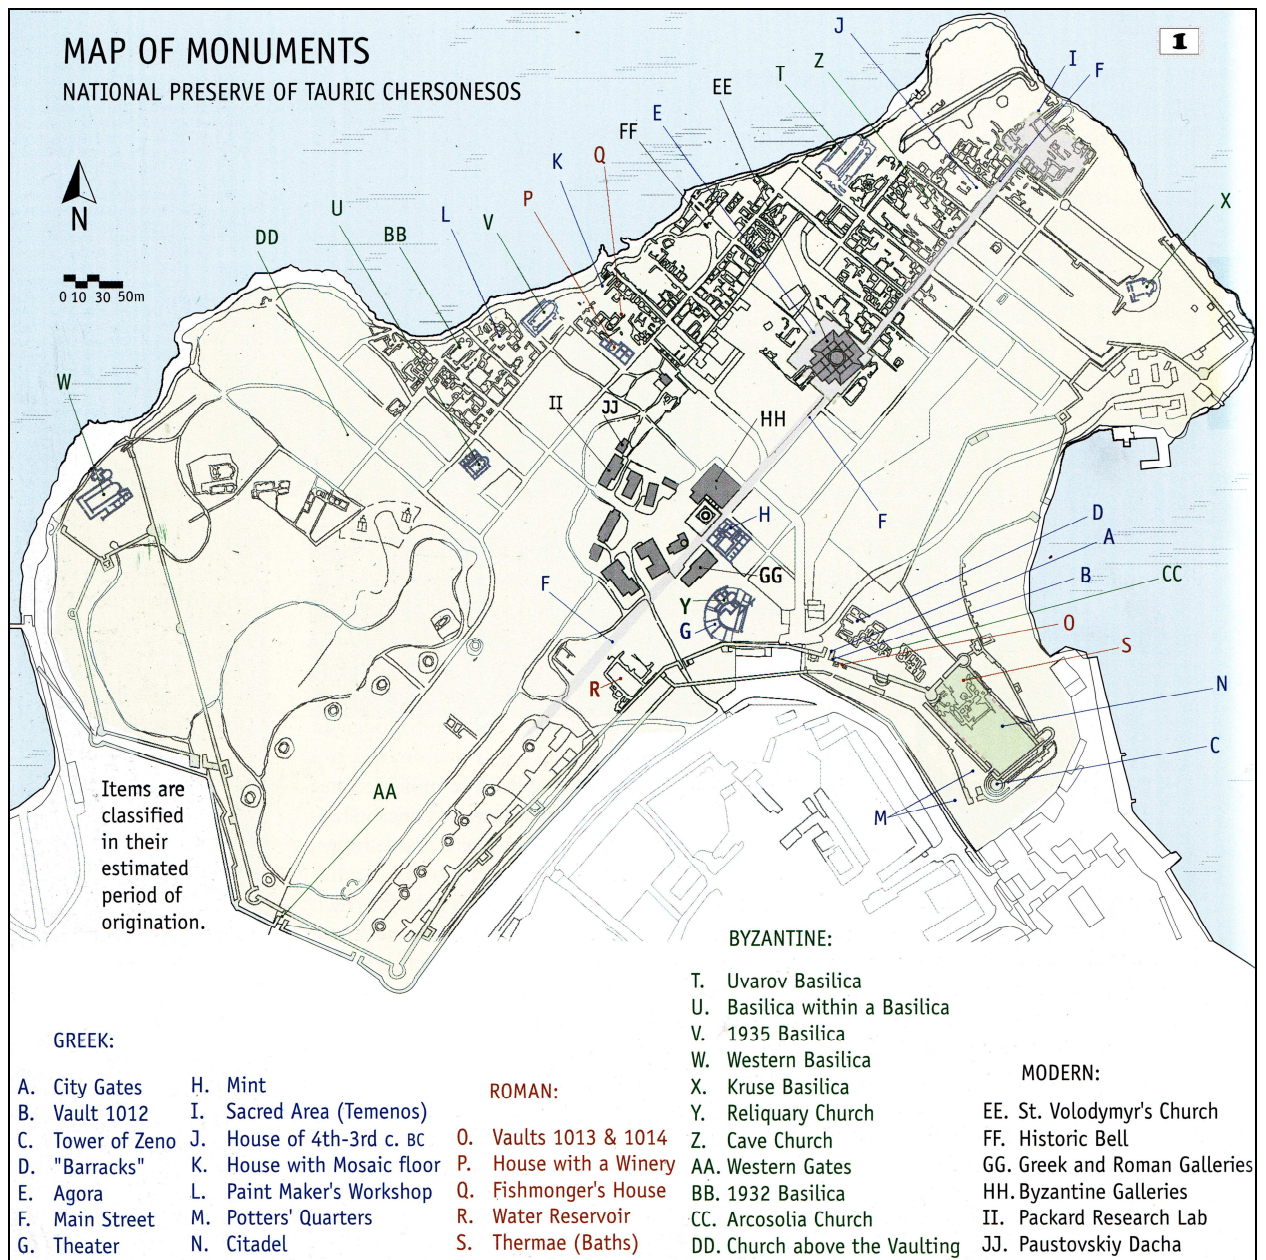 MAP OF MONUMENTS
NATIONAL PRESERVE OF TAURIC CHERSONESOS
1
N
0 10 30 50m
J
I
F
Z
T
EE
E
FF
Q
K
P
X
U
L
V
BB
DD
W
II
JJ
HH
H
F
D
A
B
CC
GG
F
Y
G
O
S
R
N
C
M
AA
Items are
classified
in their
estimated
period of
origination.
GREEK:
A. City Gates
B. Vault 1012
C. Tower of Zeno
D. "Barracks"
E. Agora
F. Main Street
G. Theater
H. Mint
I. Sacred Area (Temenos)
J. House of 4th-3rd c. BC
K. House with Mosaic floor
L. Paint Maker's Workshop
M. Potters' Quarters
N. Citadel
ROMAN:
O. Vaults 1013 & 1014
P. House with a Winery
Q. Fishmonger's House
R. Water Reservoir
S. Thermae (Baths)
BYZANTINE:
T. Uvarov Basilica
U. Basilica within a Basilica
V. 1935 Basilica
W. Western Basilica
X. Kruse Basilica
Y. Reliquary Church
Z. Cave Church
AA. Western Gates
BB. 1932 Basilica
CC. Arcosolia Church
DD. Church above the Vaulting
MODERN:
EE. St. Volodymyr's Church
FF. Historic Bell
GG. Greek and Roman Galleries
HH. Byzantine Galleries
II. Packard Research Lab
JJ. Paustovskiy Dacha